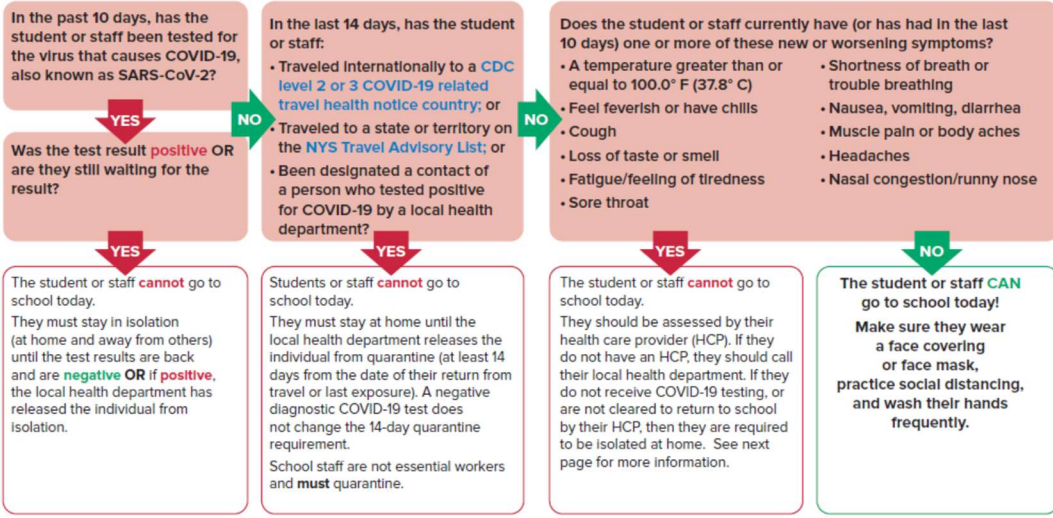 In the past 10 days, has the
student or staff been tested for
the virus that causes COVID-19,
also known as SARS-CoV-2?
YES
Was the test result positive OR
are they still waiting for the
result?
YES
The student or staff cannot go to
school today.
They must stay in isolation
(at home and away from others)
until the test results are back
and are negative OR if positive,
the local health department has
released the individual from
isolation.
NO
In the last 14 days, has the student
or staff:
• Traveled internationally to a CDC
level 2 or 3 COVID-19 related
travel health notice country; or
• Traveled to a state or territory on
the NYS Travel Advisory List; or
• Been designated a contact of
a person who tested positive
for COVID-19 by a local health
department?
YES
Students or staff cannot go to
school today.
They must stay at home until the
local health department releases the
individual from quarantine (at least 14
days from the date of their return from
travel or last exposure). A negative
diagnostic COVID-19 test does
not change the 14-day quarantine
requirement.
School staff are not essential workers
and must quarantine.
NO
Does the student or staff currently have (or has had in the last
10 days) one or more of these new or worsening symptoms?
• A temperature greater than or
equal to 100.0° F (37.8° C)
• Feel feverish or have chills
• Cough
• Loss of taste or smell
• Fatigue/feeling of tiredness
• Sore throat
• Shortness of breath or
trouble breathing
• Nausea, vomiting, diarrhea
• Muscle pain or body aches
• Headaches
• Nasal congestion/runny nose
YES
The student or staff cannot go to
school today.
They should be assessed by their
health care provider (HCP). If they
do not have an HCP, they should call
their local health department. If they
do not receive COVID-19 testing, or
are not cleared to return to school
by their HCP, then they are required
to be isolated at home. See next
page for more information.
NO
The student or staff CAN
go to school today!
Make sure they wear
a face covering
or face mask,
practice social distancing,
and wash their hands
frequently.